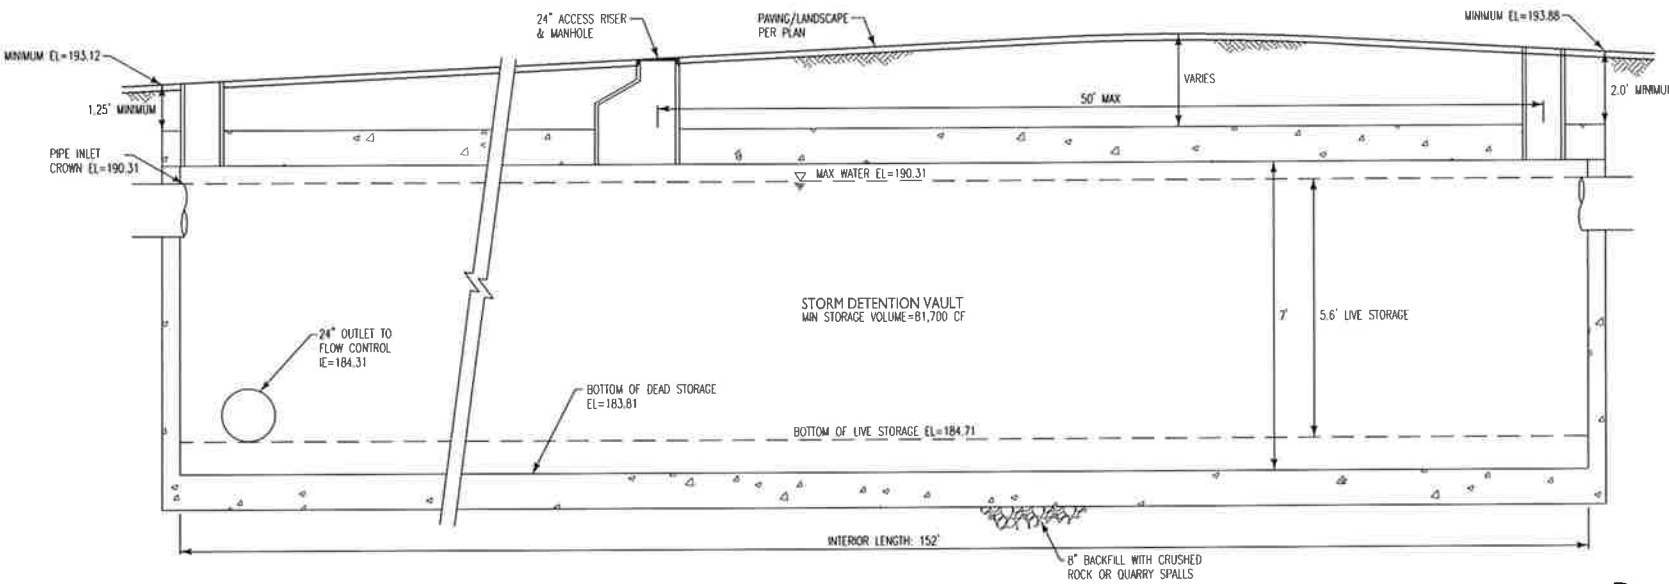 24" ACCESS RISER
& MANHOLE
PAVING/LANDSCAPE
PER PLAN
MINIMUM EL=193.88
MINIMUM EL=193.12
1.25' MINIMUM
VARIES
50' MAX
2.0' MINIMUM
PIPE INLET
CROWN EL=190.31
MAX WATER EL=190.31
STORM DETENTION VAULT
MIN STORAGE VOLUME=81,700 CF
7'
5.6' LIVE STORAGE
24" OUTLET TO
FLOW CONTROL
IE=184.31
BOTTOM OF DEAD STORAGE
EL=183.81
BOTTOM OF LIVE STORAGE EL=184.71
INTERIOR LENGTH: 152'
8" BACKFILL WITH CRUSHED
ROCK OR QUARRY SPALLS